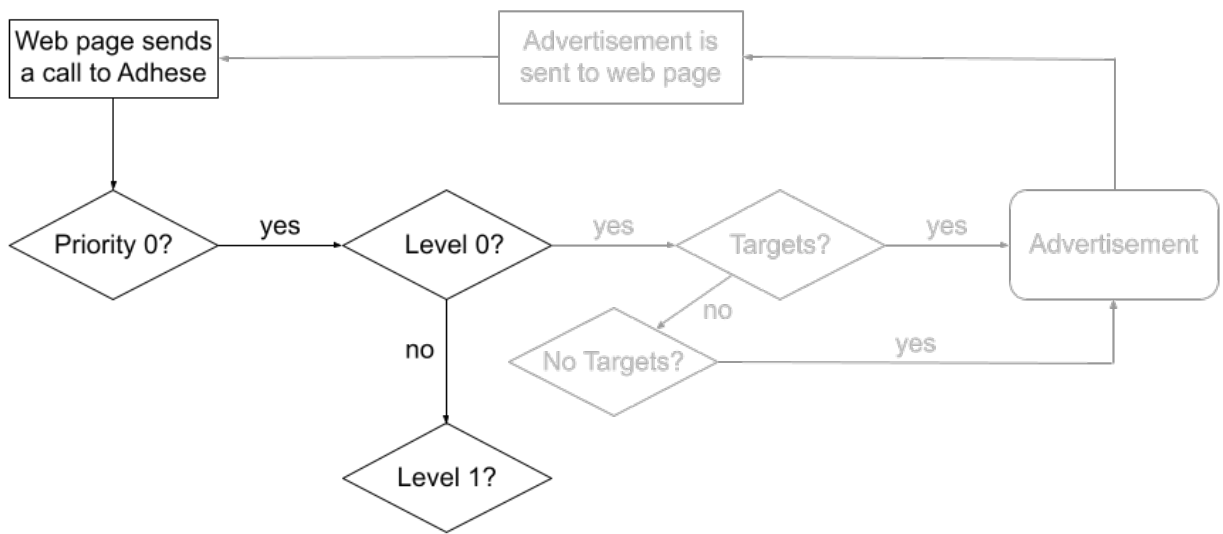 Web page sends
a call to Adhese
Advertisement is
sent to web page
Priority 0?
yes
Level 0?
yes
Targets?
yes
Advertisement
no
No Targets?
yes
no
Level 1?